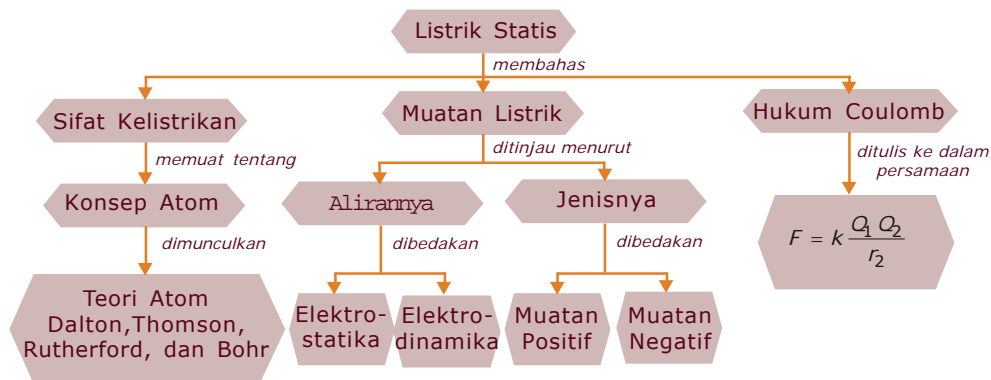 Listrik Statis
membahas
Sifat Kelistrikan
memuat tentang
Konsep Atom
dimunculkan
Teori Atom
Dalton,Thomson,
Rutherford, dan Bohr
Muatan Listrik
ditinjau menurut
Alirannya
dibedakan
Elektro-
statika
Elektro-
dinamika
Jenisnya
dibedakan
Muatan
Positif
Muatan
Negatif
Hukum Coulomb
ditulis ke dalam
persamaan
F = k Q₁ Q₂ / r₂